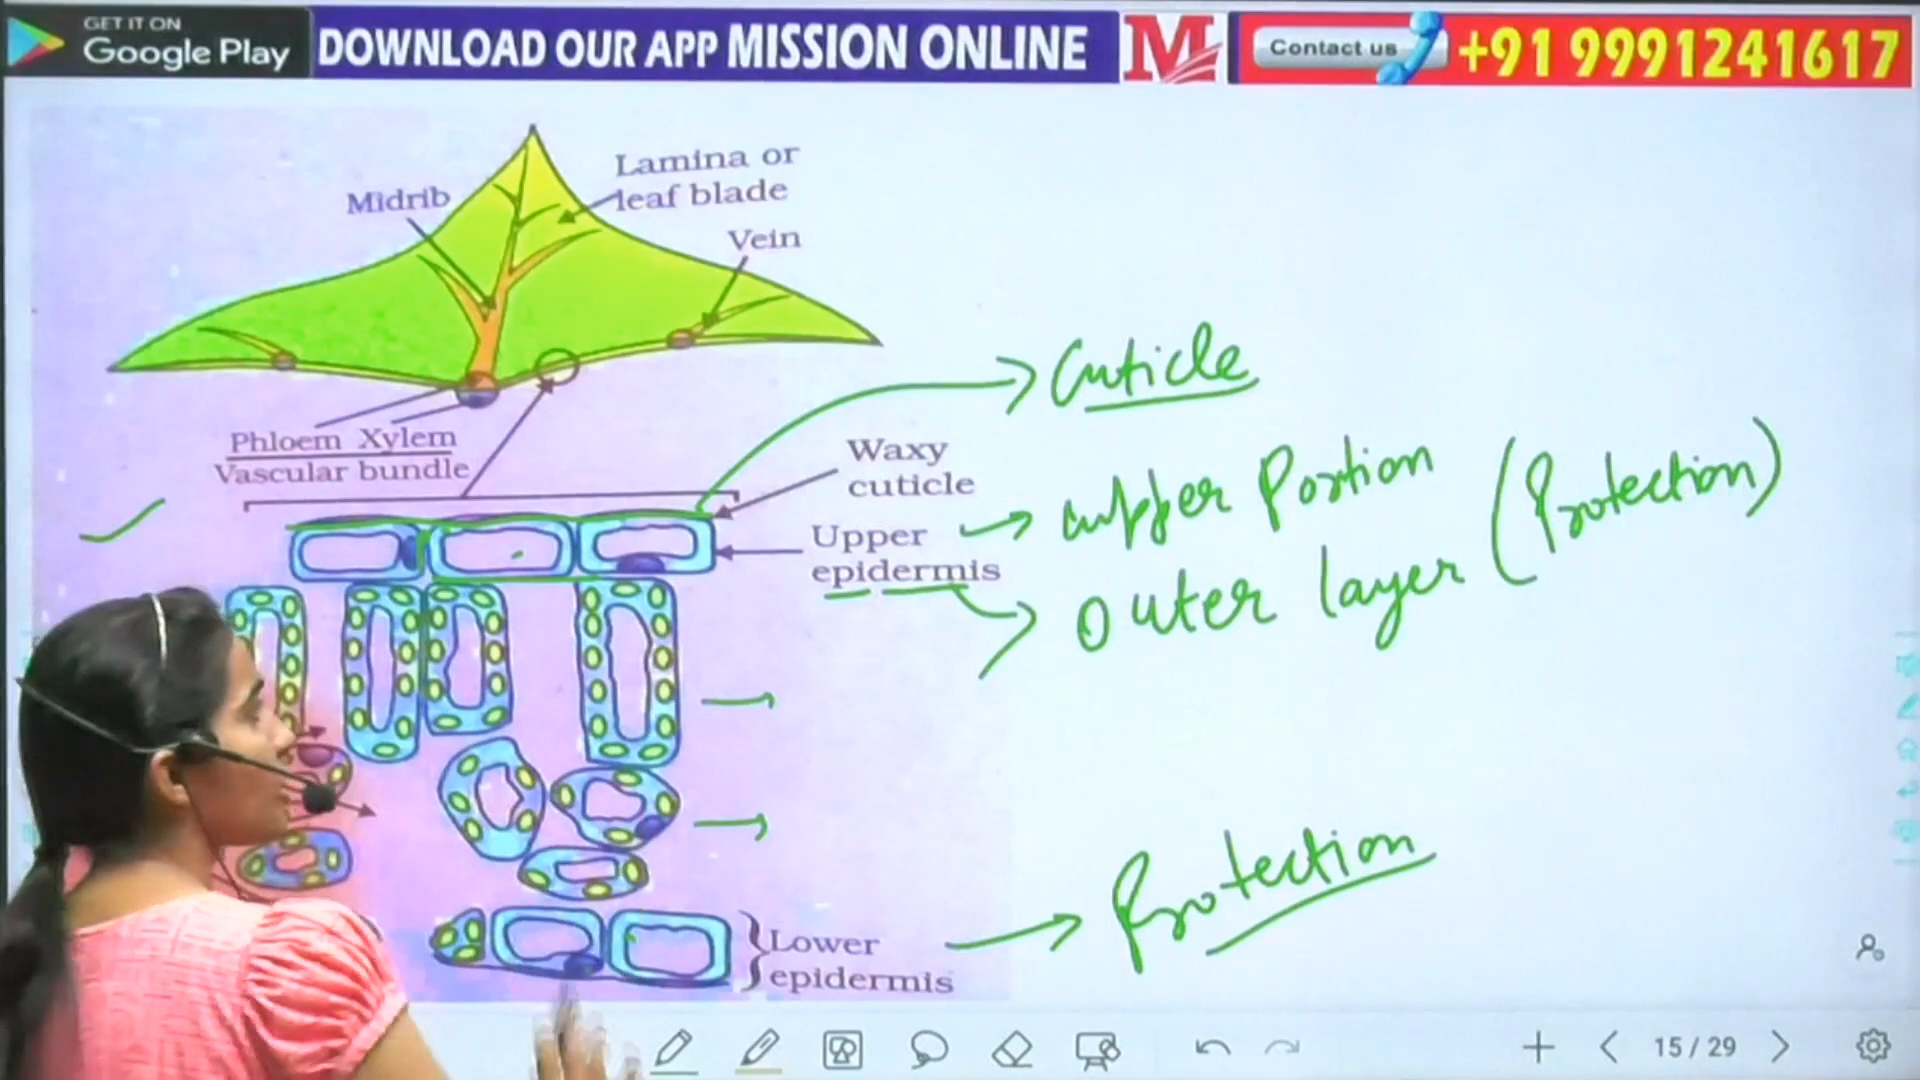 GET IT ON
Google Play
DOWNLOAD OUR APP MISSION ONLINE
M
Contact us
+91 9991241617
Lamina or
leaf blade
Midrib
Vein
Phloem Xylem
Vascular bundle
Cuticle
Waxy
cuticle
Upper
epidermis
upper Portion
outer layer (Protection)
Lower
epidermis
Protection
15 / 29